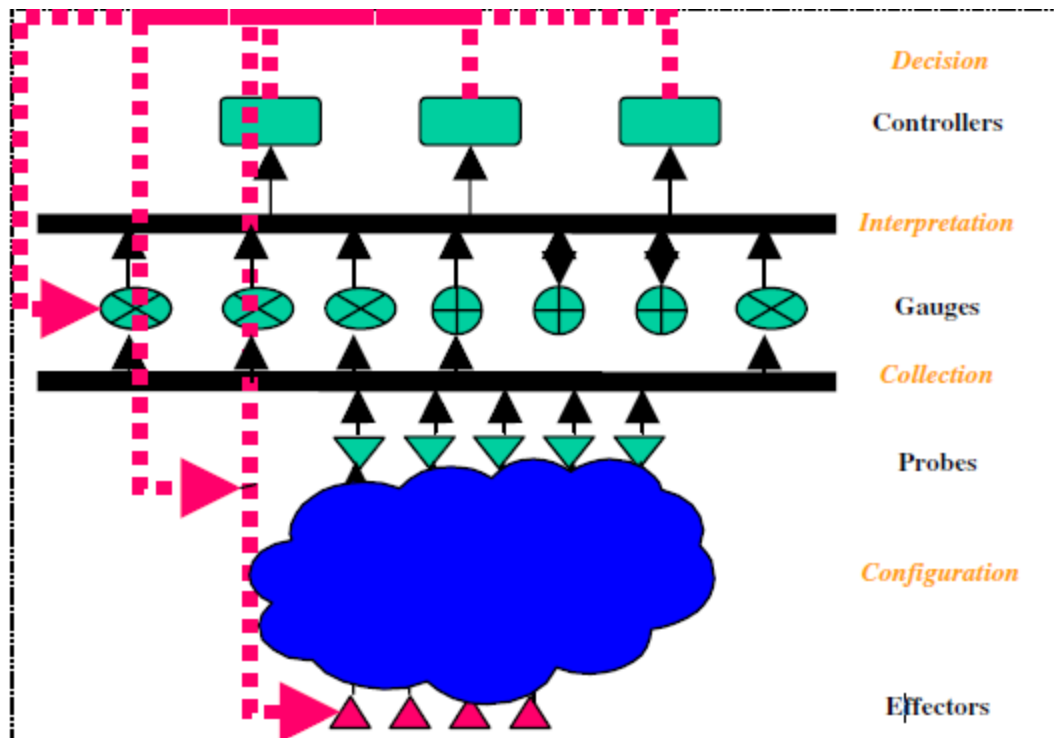 Decision
Controllers
Interpretation
Gauges
Collection
Probes
Configuration
Effectors